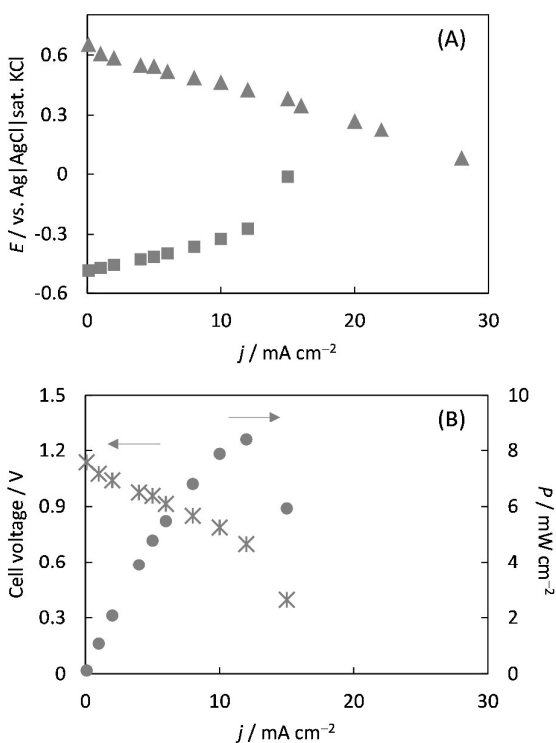 (A)
E / vs. Ag|AgCl|sat. KCl
0.6
0.3
0
-0.3
-0.6
0 10 20 30
j / mA cm⁻²
(B)
Cell voltage / V
1.5
1.2
0.9
0.6
0.3
0
10
8
6
4
2
0
P / mW cm⁻²
0 10 20 30
j / mA cm⁻²